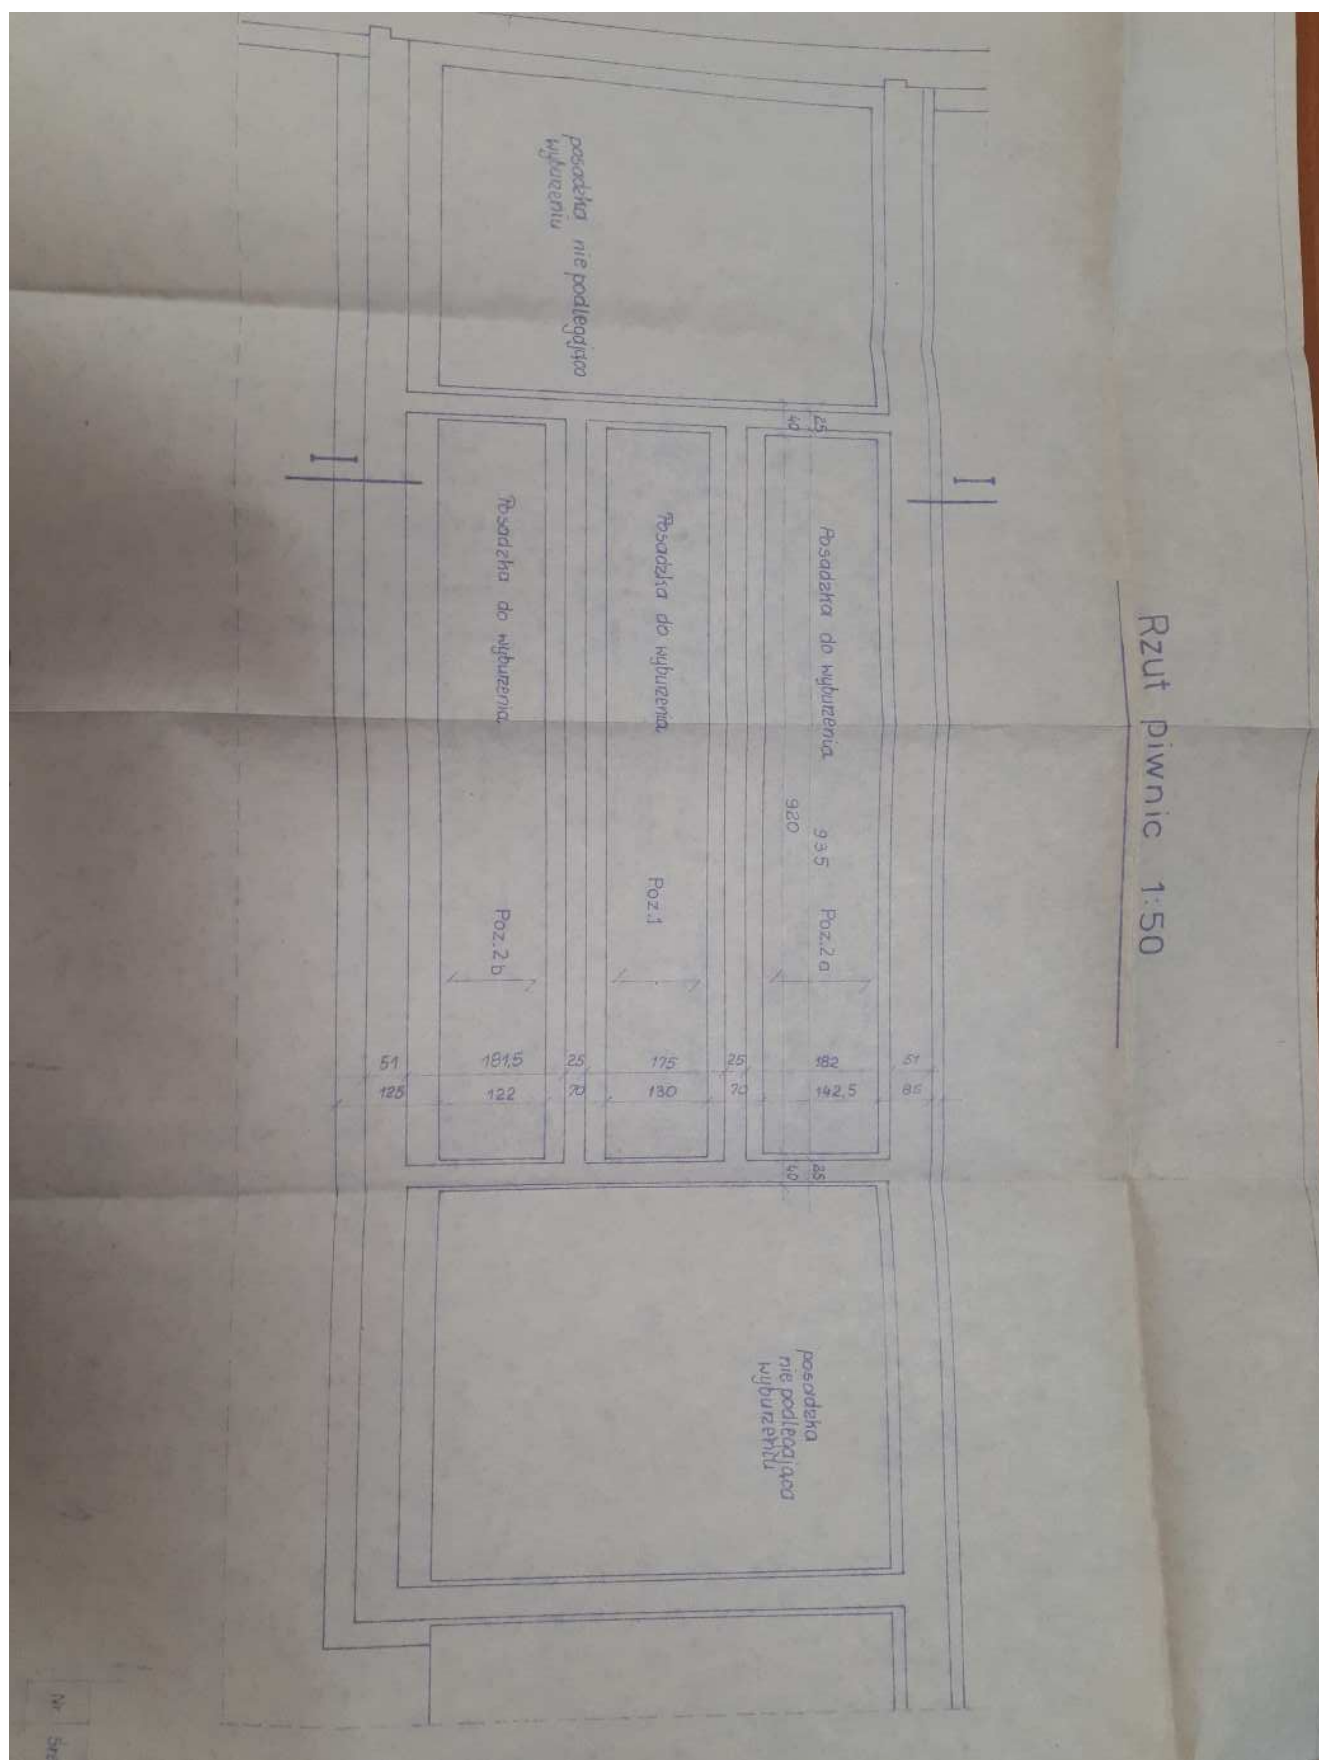 Rzut piwnic 1:50
posadzka nie podlegająca
wyburzeniu
25
40
I
I
Posadzka do wyburzenia
935
Poz.2a
920
Posadzka do wyburzenia
Poz.1
Posadzka do wyburzenia
Poz.2b
51
181,5
25
175
25
182
51
125
122
70
130
70
142,5
85
25
40
posadzka
nie podlegająca
wyburzeniu
Nr